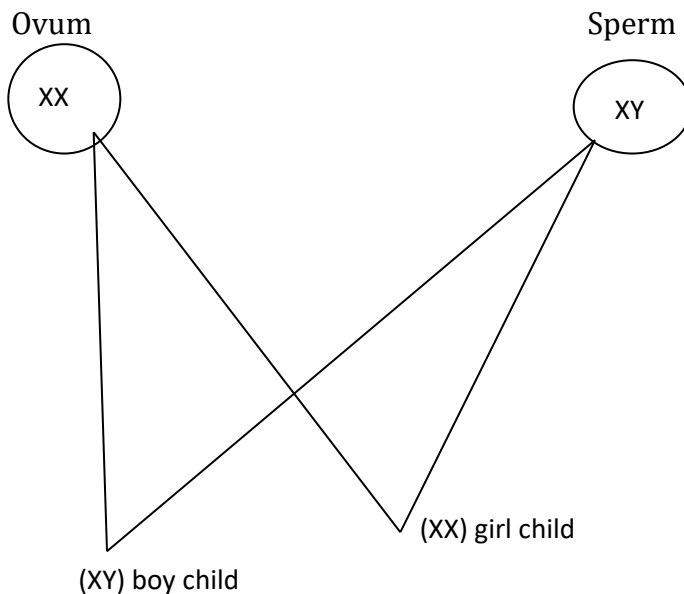 Ovum
Sperm
XX
XY
(XX) girl child
(XY) boy child